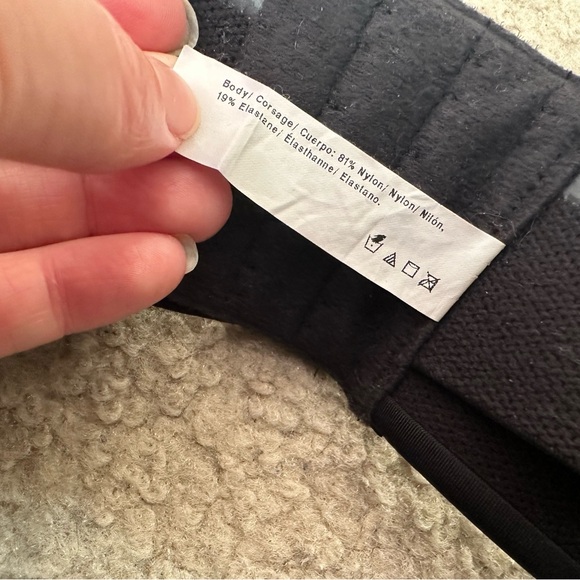 Body/ Corsage/ Cuerpo: 81% Nylon/ Nylon/ Nilón,
19% Elastane/ Élasthanne/ Elastano.